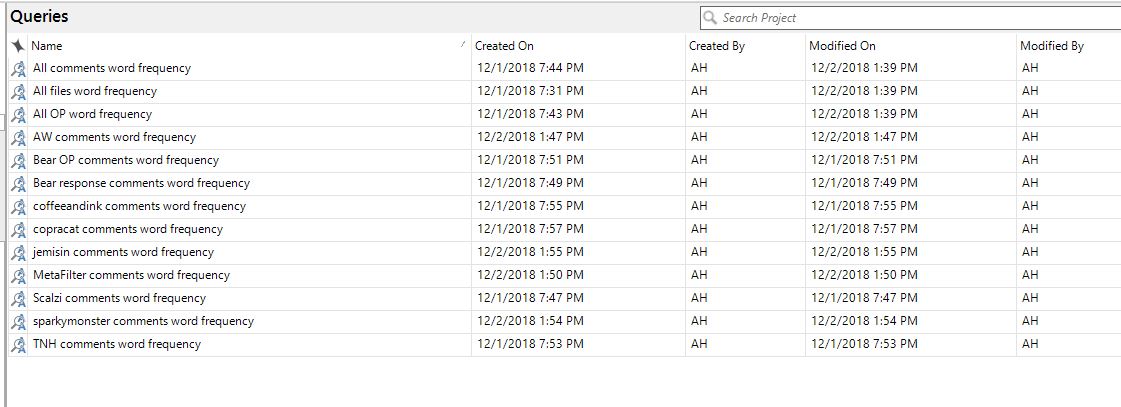 Queries
Search Project
Name Created On Created By Modified On Modified By
All comments word frequency 12/1/2018 7:44 PM AH 12/2/2018 1:39 PM AH
All files word frequency 12/1/2018 7:31 PM AH 12/2/2018 1:39 PM AH
All OP word frequency 12/1/2018 7:43 PM AH 12/2/2018 1:39 PM AH
AW comments word frequency 12/2/2018 1:47 PM AH 12/2/2018 1:47 PM AH
Bear OP comments word frequency 12/1/2018 7:51 PM AH 12/1/2018 7:51 PM AH
Bear response comments word frequency 12/1/2018 7:49 PM AH 12/1/2018 7:49 PM AH
coffeeandink comments word frequency 12/1/2018 7:55 PM AH 12/1/2018 7:55 PM AH
copracat comments word frequency 12/1/2018 7:57 PM AH 12/1/2018 7:57 PM AH
jemisin comments word frequency 12/2/2018 1:55 PM AH 12/2/2018 1:55 PM AH
MetaFilter comments word frequency 12/2/2018 1:50 PM AH 12/2/2018 1:50 PM AH
Scalzi comments word frequency 12/1/2018 7:47 PM AH 12/1/2018 7:47 PM AH
sparkymonster comments word frequency 12/2/2018 1:54 PM AH 12/2/2018 1:54 PM AH
TNH comments word frequency 12/1/2018 7:53 PM AH 12/1/2018 7:53 PM AH